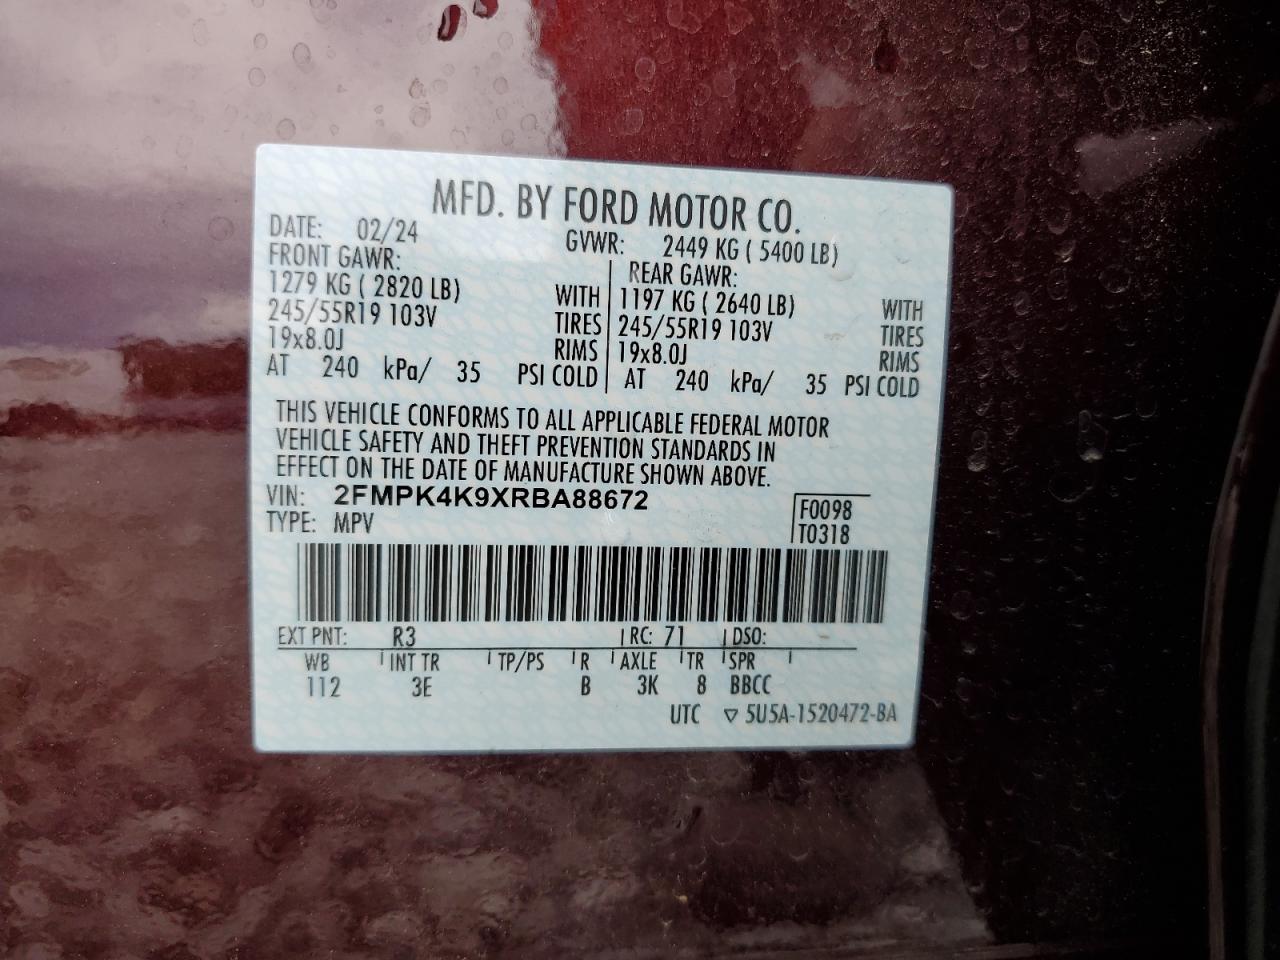 MFD. BY FORD MOTOR CO.
DATE: 02/24 GVWR: 2449 KG ( 5400 LB)
FRONT GAWR: REAR GAWR:
1279 KG ( 2820 LB) WITH 1197 KG ( 2640 LB) WITH
245/55R19 103V TIRES 245/55R19 103V TIRES
19x8.0J RIMS 19x8.0J RIMS
AT 240 kPa/ 35 PSI COLD AT 240 kPa/ 35 PSI COLD
THIS VEHICLE CONFORMS TO ALL APPLICABLE FEDERAL MOTOR
VEHICLE SAFETY AND THEFT PREVENTION STANDARDS IN
EFFECT ON THE DATE OF MANUFACTURE SHOWN ABOVE.
VIN: 2FMPK4K9XRBA88672 F0098
TYPE: MPV T0318
EXT PNT: R3 RC: 71 DSO:
WB INT TR TP/PS R AXLE TR SPR
112 3E B 3K 8 BBCC
UTC ▽ 5U5A-1520472-BA